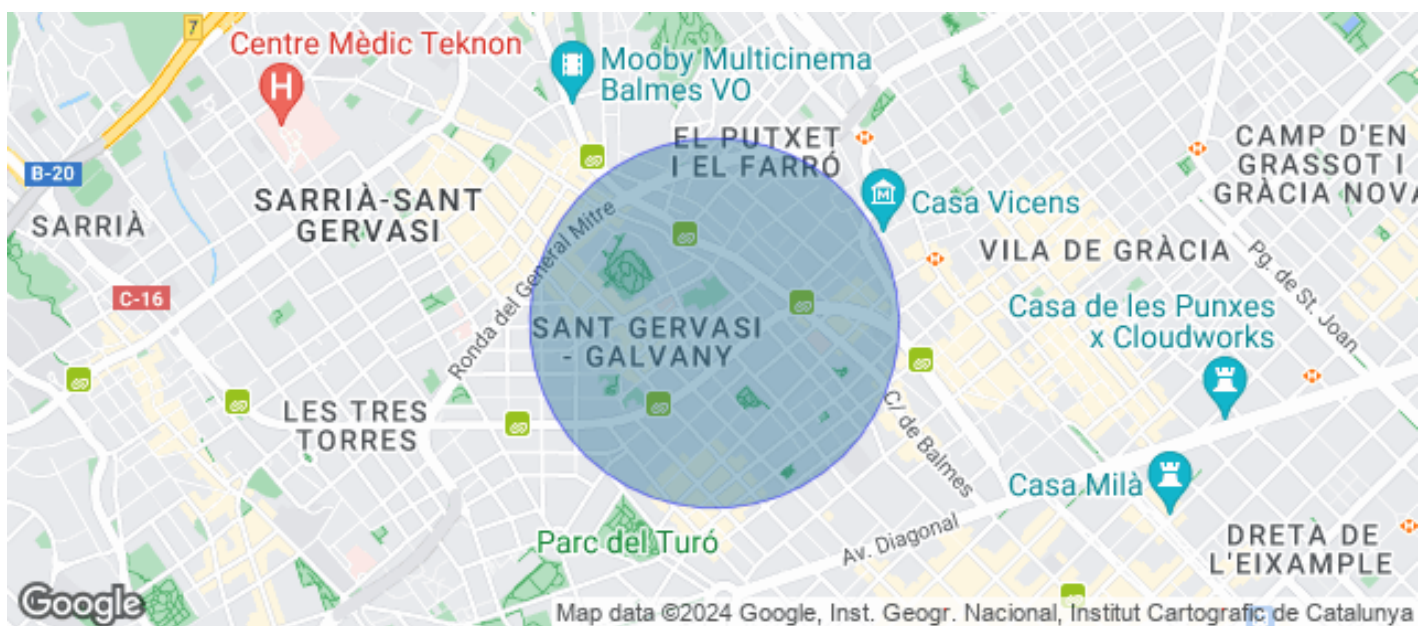 7
Centre Mèdic Teknon
H
Mooby Multicinema
Balmes VO
EL PUTXET
I EL FARRÓ
CAMP D'EN
GRASSOT I
GRÀCIA NOVA
B-20
SARRIÀ-SANT
GERVASI
SARRIÀ
Casa Vicens
Ronda del General Mitre
VILA DE GRÀCIA
Pg. de St. Joan
C-16
SANT GERVASI
- GALVANY
Casa de les Punxes
x Cloudworks
LES TRES
TORRES
C/ de Balmes
Casa Milà
Parc del Turó
Av. Diagonal
DRETA DE
L'EIXAMPLE
Google
Map data ©2024 Google, Inst. Geogr. Nacional, Institut Cartogràfic de Catalunya